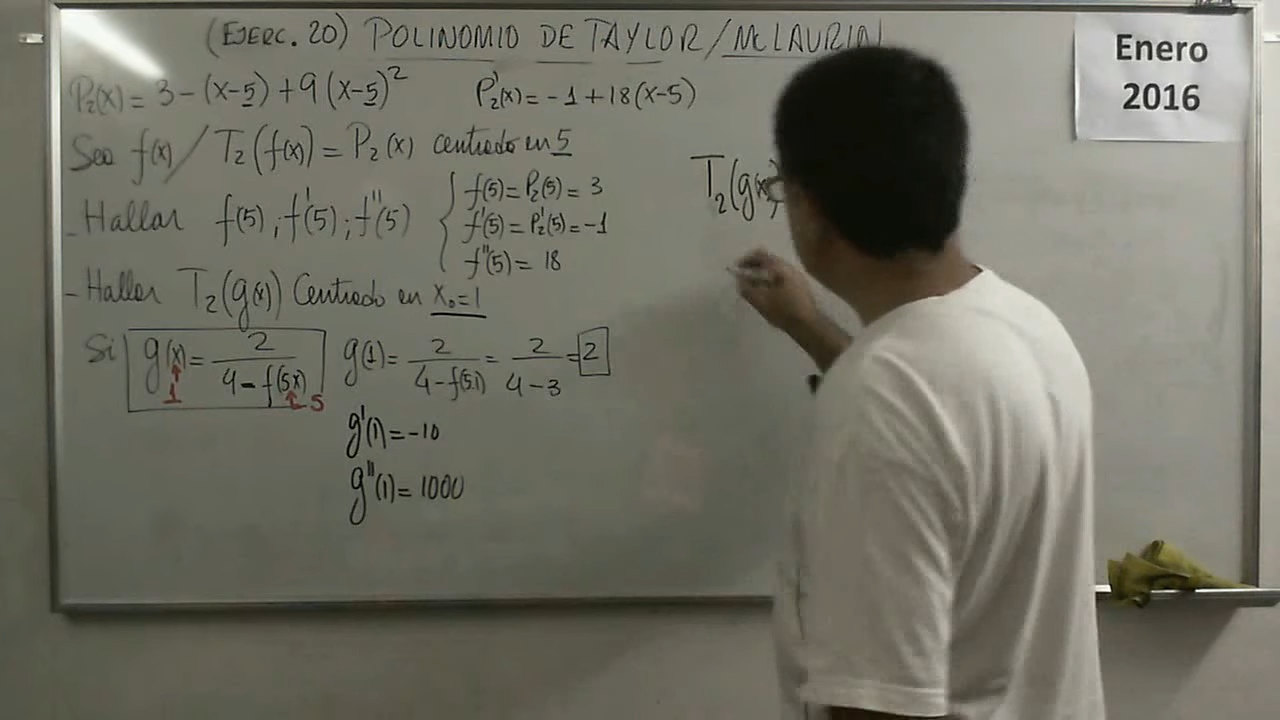 (EJERC. 20) POLINOMIO DE TAYLOR/MCLAURIN
P₂(x) = 3 - (x-5) + 9(x-5)²
P₂'(x) = -1 + 18(x-5)
Sea f(x) / T₂(f(x)) = P₂(x) centrado en 5
- Hallar f(5) ; f'(5) ; f''(5)
f(5) = P₂(5) = 3
f'(5) = P₂'(5) = -1
f''(5) = 18
- Hallar T₂(g(x)) Centrado en x₀=1
Si g(x) = 2/(4-f(5x))
1
5
g(1) = 2/(4-f(5.1)) = 2/(4-3) = 2
g'(1) = -10
g''(1) = 1000
T₂(g(x)
Enero
2016